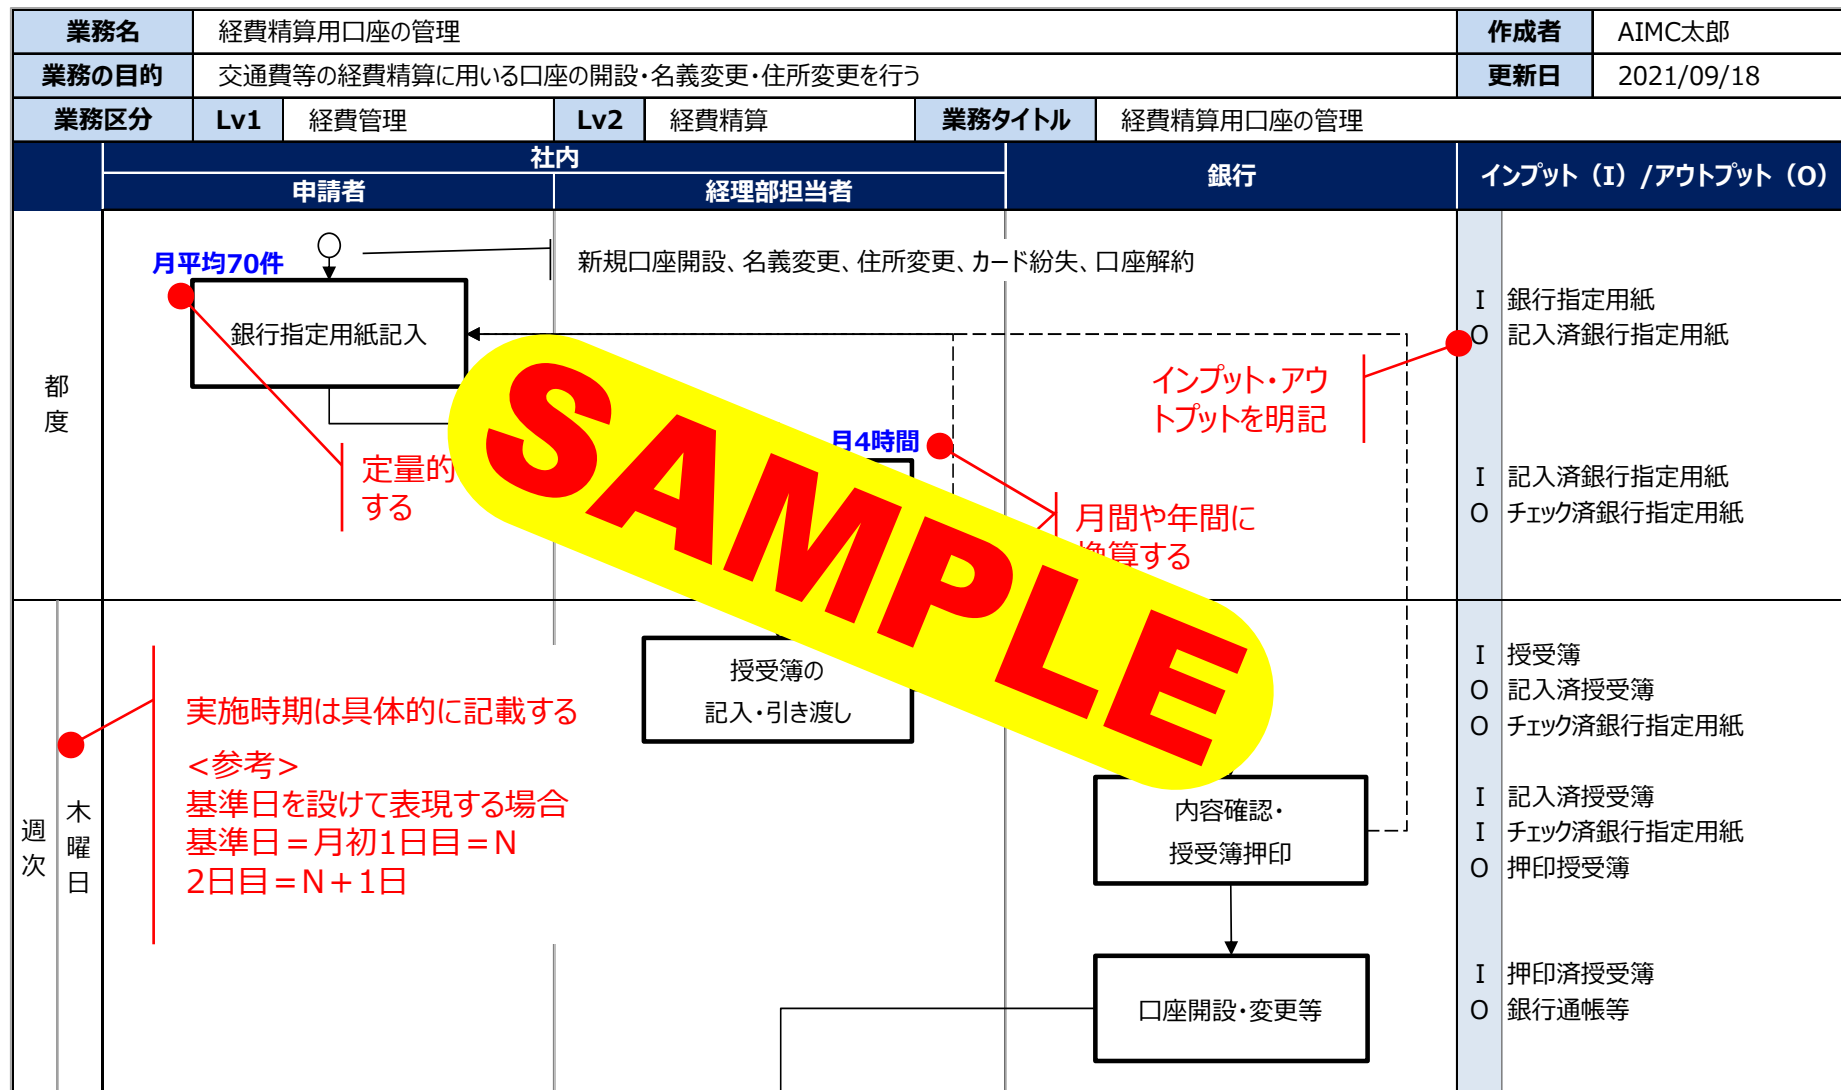 業務名 経費精算用口座の管理 作成者 AIMC太郎
業務の目的 交通費等の経費精算に用いる口座の開設・名義変更・住所変更を行う 更新日 2021/09/18
業務区分 Lv1 経費管理 Lv2 経費精算 業務タイトル 経費精算用口座の管理
社内
銀行
インプット（I）/アウトプット（O）
申請者 経理部担当者
都度
月平均70件
新規口座開設、名義変更、住所変更、カード紛失、口座解約
銀行指定用紙記入
I 銀行指定用紙
O 記入済銀行指定用紙
インプット・アウ
トプットを明記
月4時間
定量的
する
SAMPLE
月間や年間に
換算する
I 記入済銀行指定用紙
O チェック済銀行指定用紙
週次
木曜日
実施時期は具体的に記載する
<参考>
基準日を設けて表現する場合
基準日＝月初1日目＝N
2日目＝N＋1日
授受簿の
記入・引き渡し
I 授受簿
O 記入済授受簿
O チェック済銀行指定用紙
内容確認・
授受簿押印
I 記入済授受簿
I チェック済銀行指定用紙
O 押印授受簿
口座開設・変更等
I 押印済授受簿
O 銀行通帳等